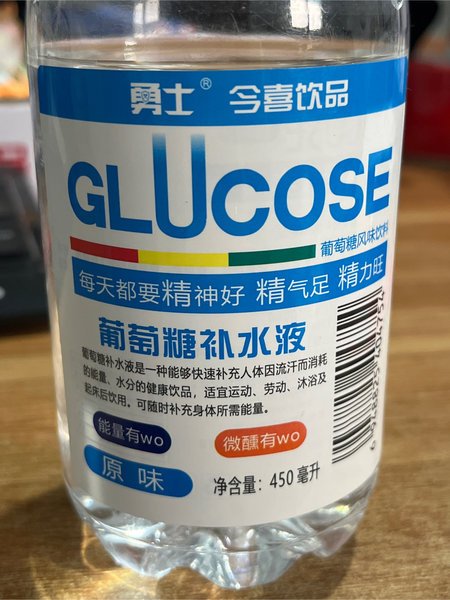 勇士® 今喜饮品
GLUCOSE
葡萄糖风味饮料
每天都要精神好 精气足 精力旺
葡萄糖补水液
葡萄糖补水液是一种能够快速补充人体因流汗而消耗
的能量、水分的健康饮品，适宜运动、劳动、沐浴及
起床后饮用。可随时补充身体所需能量。
能量有wo
微醺有wo
原味
净含量：450毫升